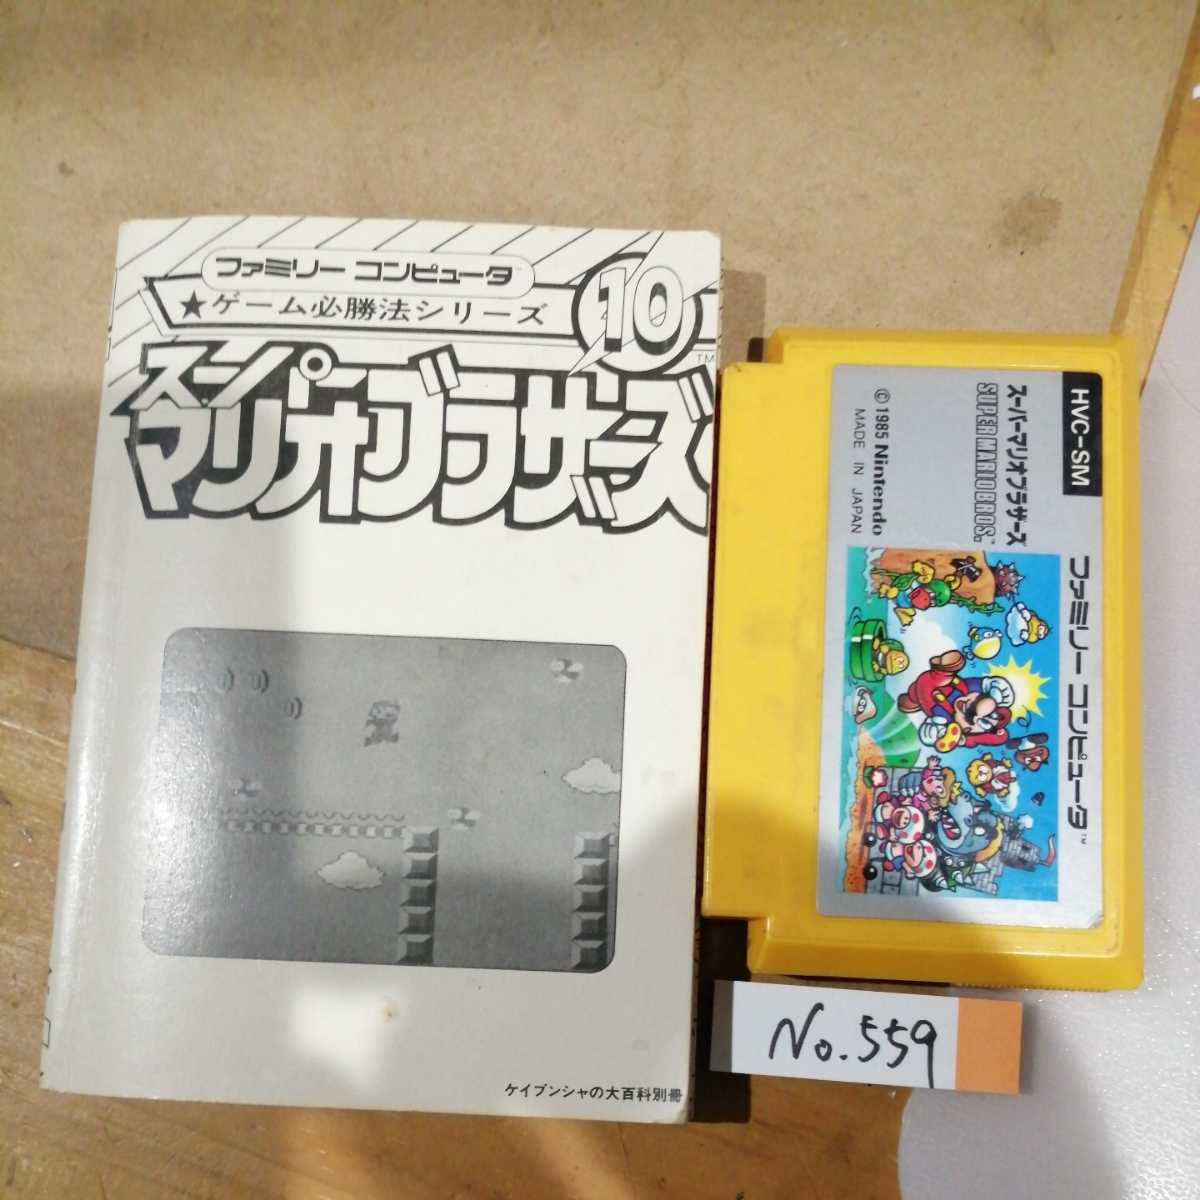 ファミリー コンピュータ
★ゲーム必勝法シリーズ
10
スーパー
マリオブラザーズ
TM
ケイブンシャの大百科別冊
HVC-SM
スーパーマリオブラザーズ
SUPER MARIO BROS.™
© 1985 Nintendo
MADE IN JAPAN
ファミリー コンピュータ™
No.559